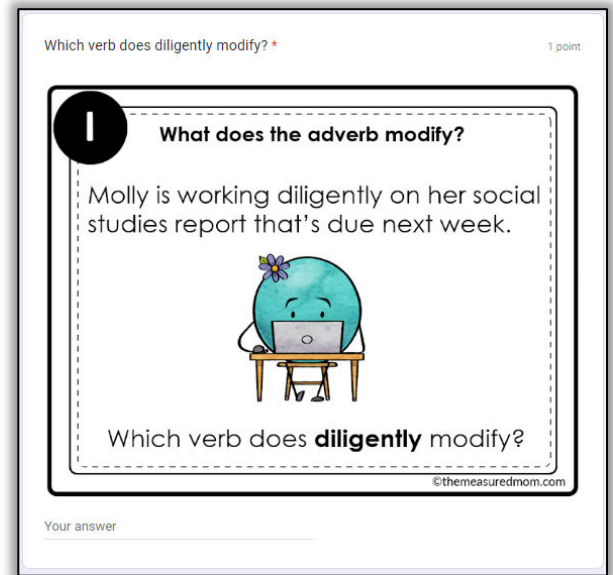 Which verb does diligently modify? *
1 point
1
What does the adverb modify?
Molly is working diligently on her social
studies report that’s due next week.
Which verb does diligently modify?
©themeasuredmom.com
Your answer